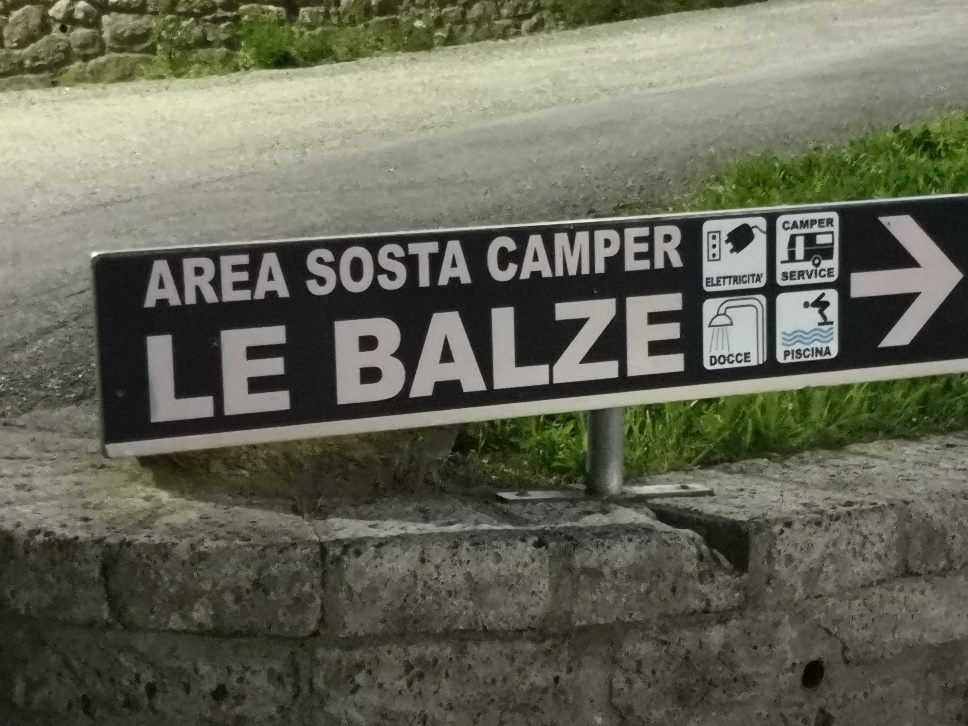 AREA SOSTA CAMPER
LE BALZE
ELETTRICITA'
CAMPER
SERVICE
DOCCE
PISCINA